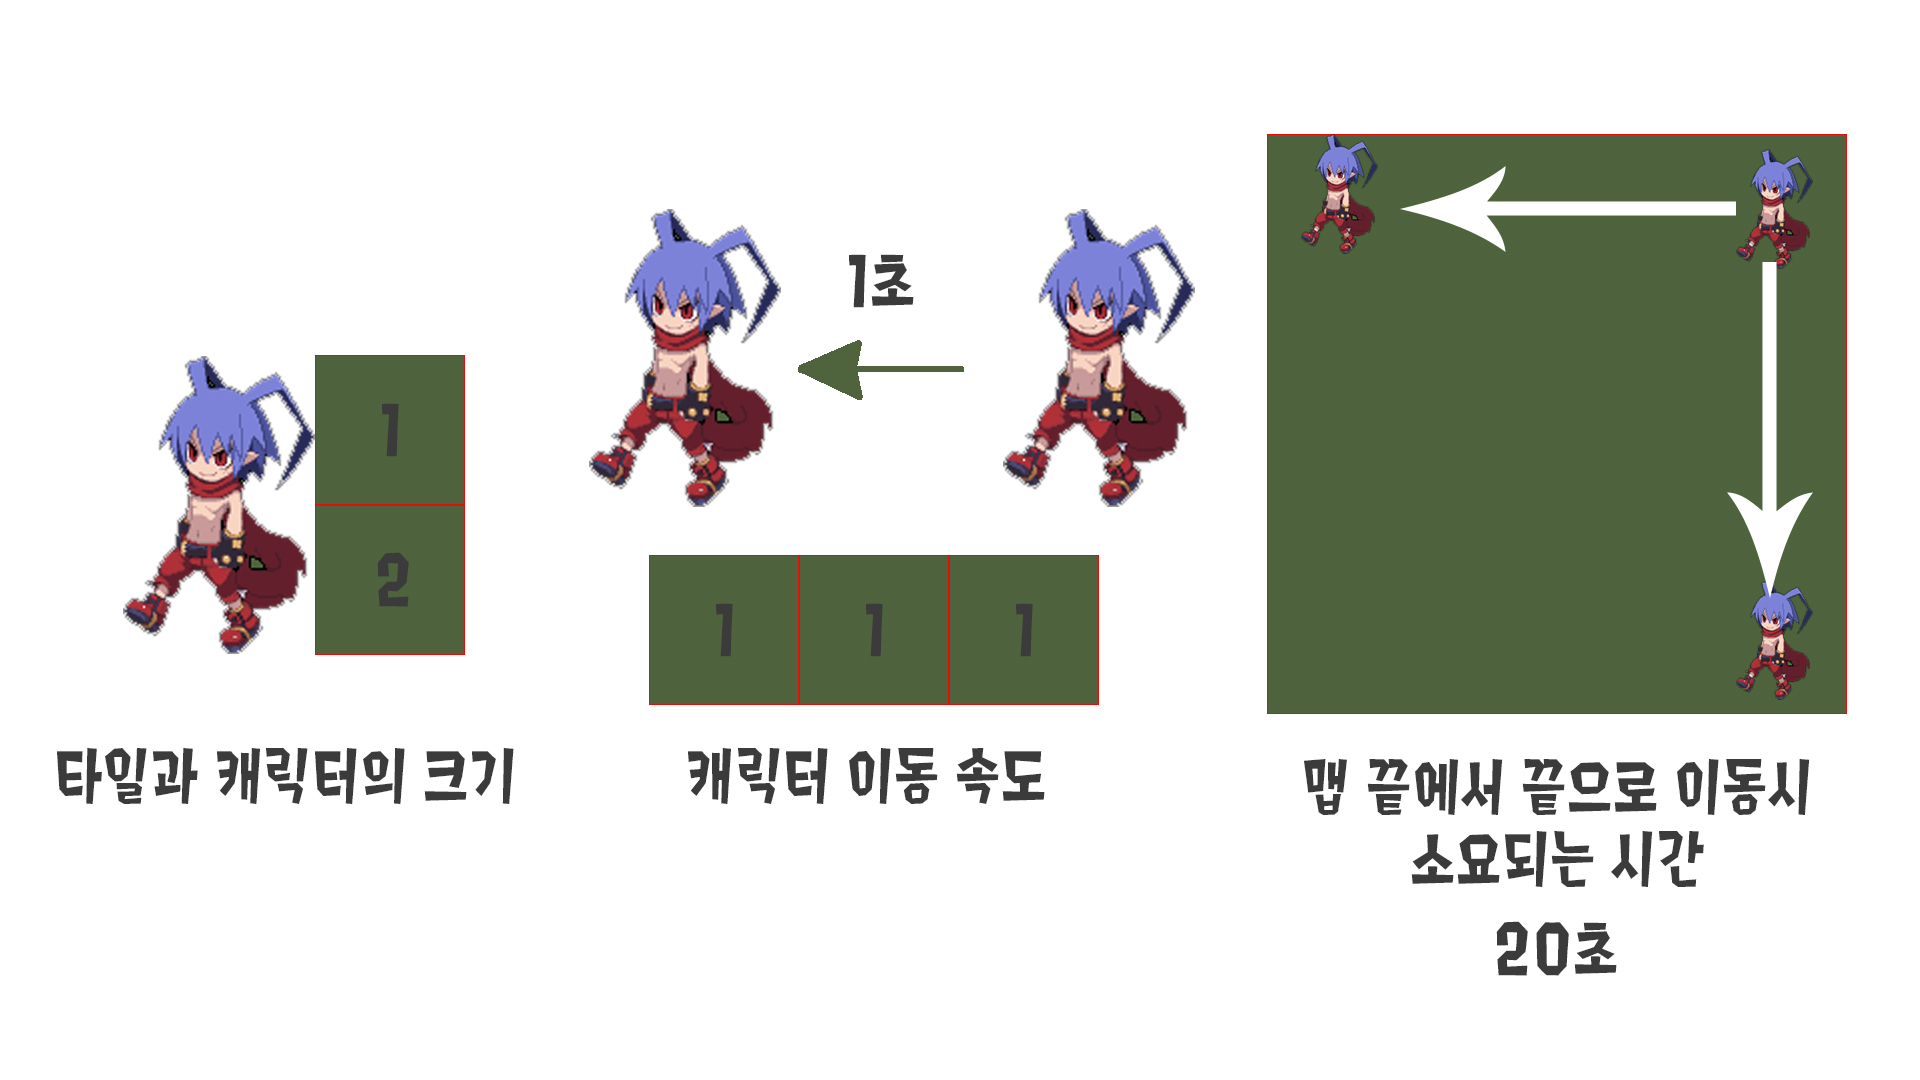 1
2
타일과 캐릭터의 크기
1초
1 1 1
캐릭터 이동 속도
맵 끝에서 끝으로 이동시
소요되는 시간
20초